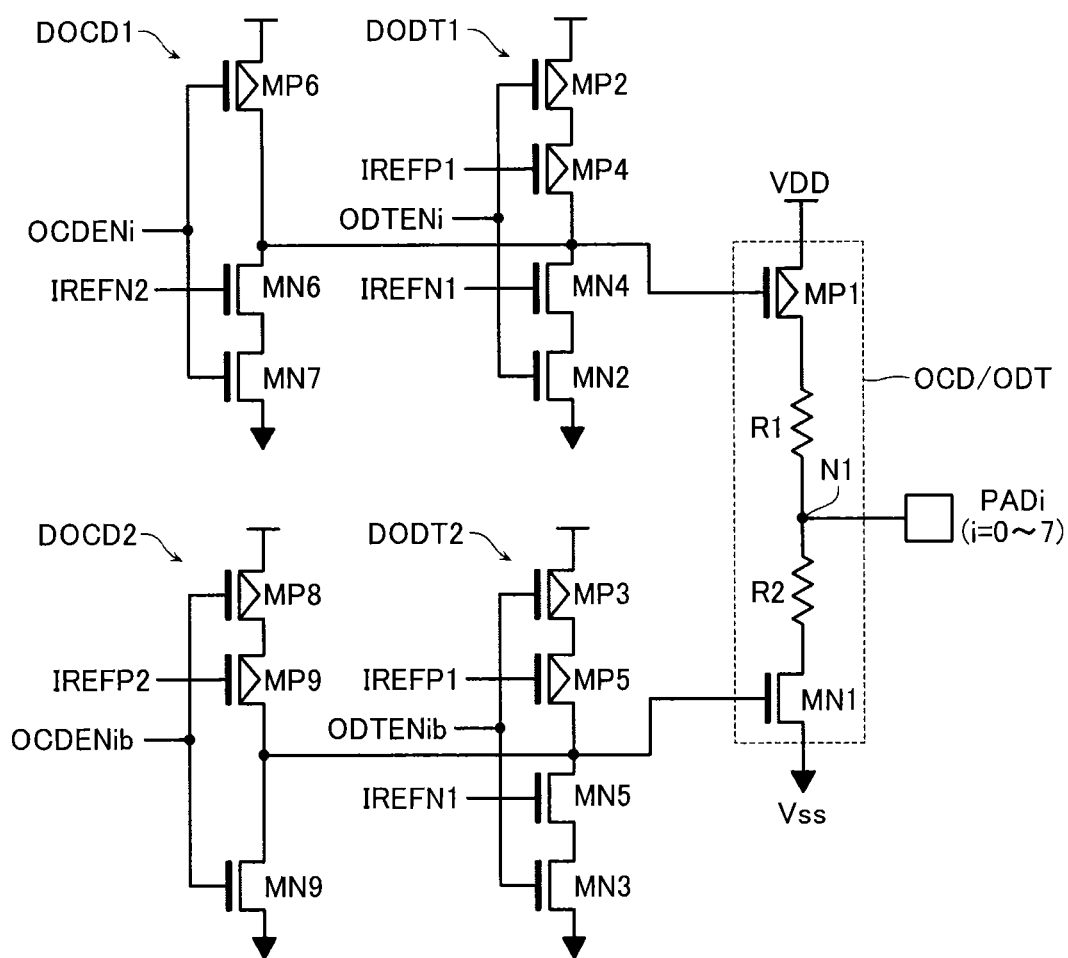 DOCD1
DODT1
MP6
MP2
IREFP1
MP4
VDD
OCDENi
ODTENi
IREFN2
MN6
IREFN1
MN4
MP1
MN7
MN2
OCD/ODT
R1
N1
PADi
(i=0～7)
DOCD2
DODT2
MP8
MP3
R2
IREFP2
MP9
IREFP1
MP5
MN1
OCDENib
ODTENib
IREFN1
MN5
Vss
MN9
MN3